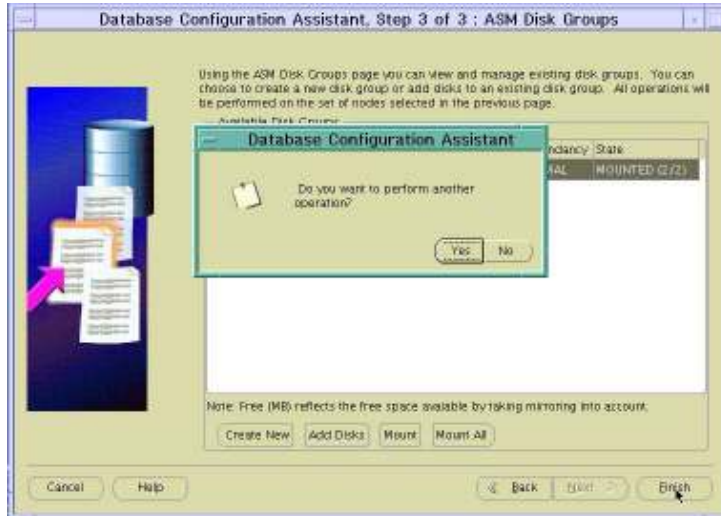 Database Configuration Assistant, Step 3 of 3 : ASM Disk Groups
Using the ASM Disk Groups page you can view and manage existing disk groups. You can
choose to create a new disk group or add disks to an existing disk group. All operations will
be performed on the set of nodes selected in the previous page.
Available Disk Groups
Database Configuration Assistant
State
MOUNTED (2/2)
Do you want to perform another
operation?
Yes No
Note: Free (MB) reflects the free space available by taking mirroring into account.
Create New Add Disks Mount Mount All
Cancel Help Back Next Finish